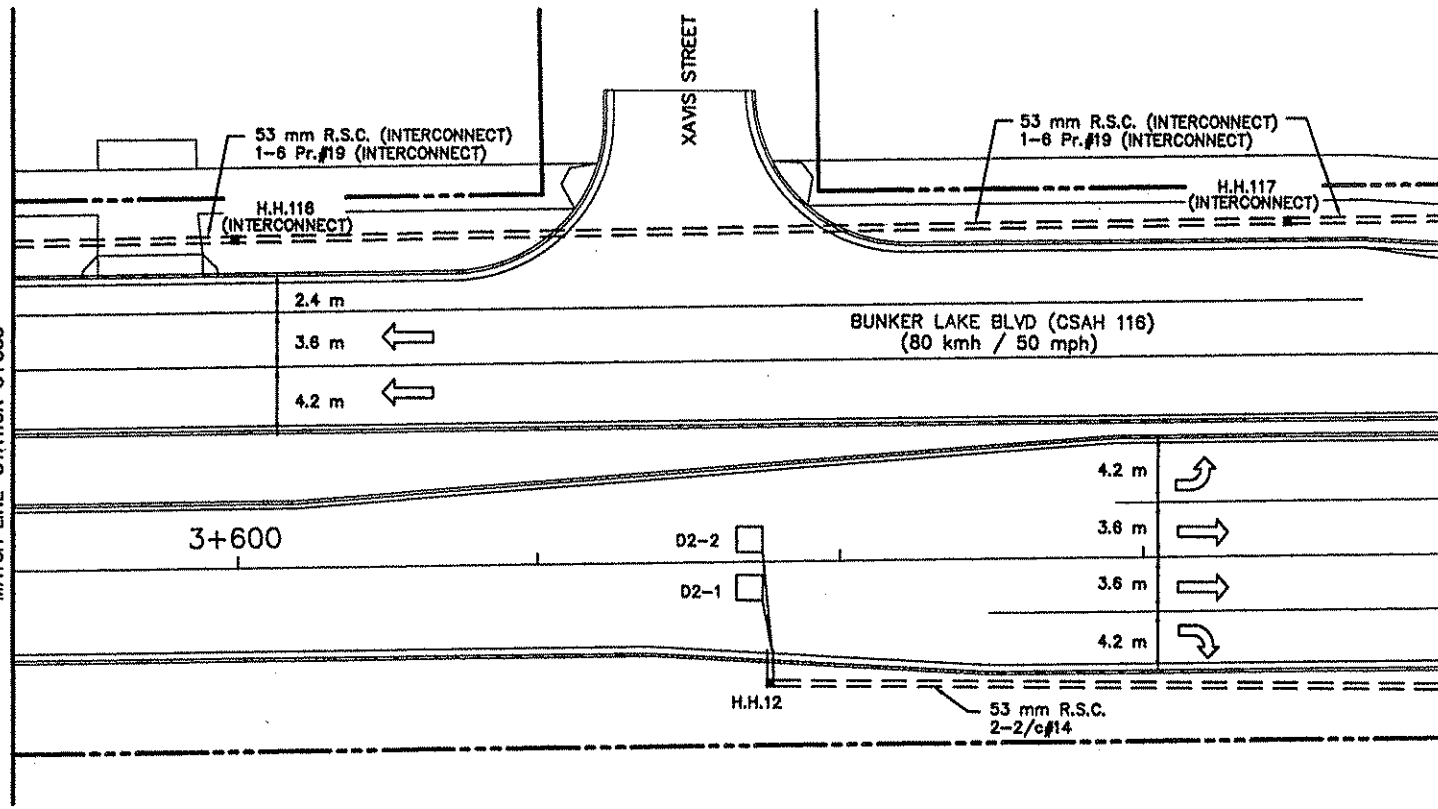 XAVIS STREET
53 mm R.S.C. (INTERCONNECT)
1-6 Pr.#19 (INTERCONNECT)
53 mm R.S.C. (INTERCONNECT)
1-6 Pr.#19 (INTERCONNECT)
H.H.116
(INTERCONNECT)
H.H.117
(INTERCONNECT)
2.4 m
3.6 m
4.2 m
BUNKER LAKE BLVD (CSAH 116)
(80 kmh / 50 mph)
4.2 m
3.6 m
3.6 m
4.2 m
3+600
D2-2
D2-1
H.H.12
53 mm R.S.C.
2-2/c#14